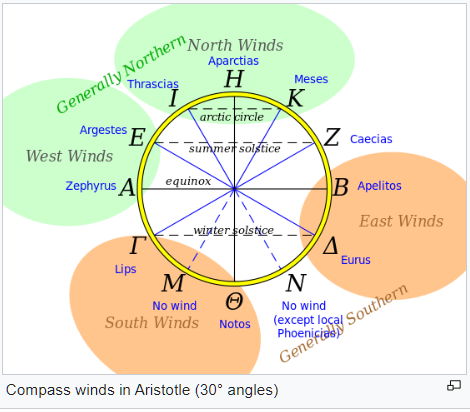 Generally Northern
North Winds
Aparctias
H
Thrascias
I
K
Meses
arctic circle
Argestes
E
Z
Caecias
summer solstice
West Winds
Zephyrus
A
equinox
B
Apelitos
East Winds
winter solstice
Γ
Δ
Lips
Eurus
M
Θ
N
No wind
Notos
No wind
(except local
Phoenicias)
South Winds
Generally Southern
Compass winds in Aristotle (30° angles)